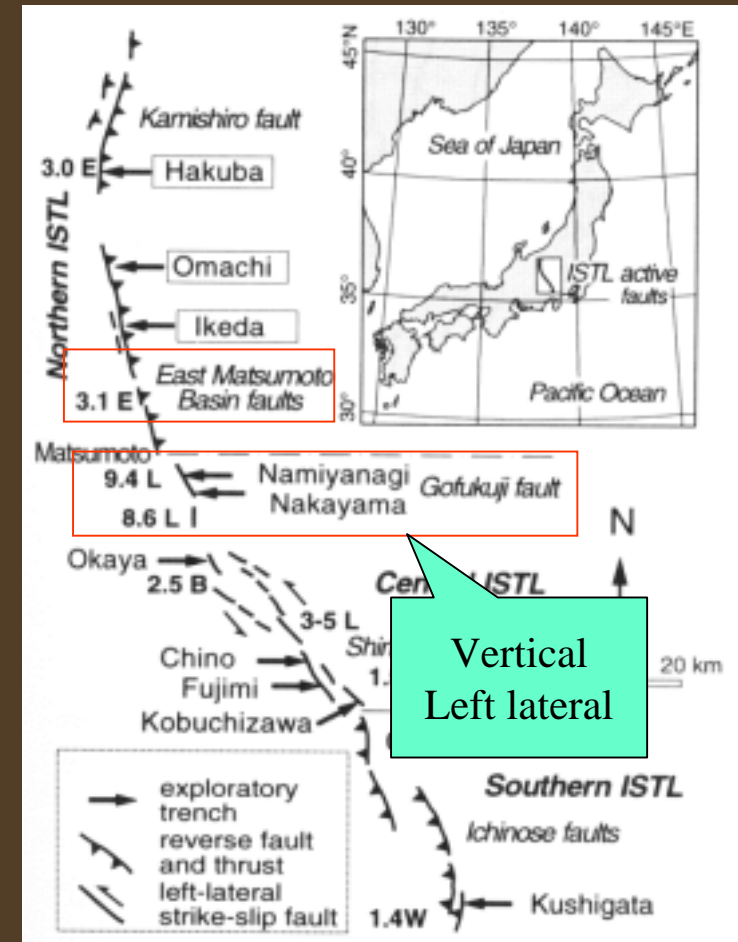 130° 135° 140° 145°E
45°N
40°
35°
30°
Sea of Japan
ISTL active
faults
Pacific Ocean
Kamishiro fault
3.0 E
Hakuba
Northern ISTL
Omachi
Ikeda
East Matsumoto
Basin faults
3.1 E
Matsumoto
9.4 L
Namiyanagi
Nakayama
Gofukuji fault
8.6 L
N
Okaya
2.5 B
ISTL
3-5 L
Vertical
Left lateral
20 km
Chino
Fujimi
Kobuchizawa
exploratory
trench
reverse fault
and thrust
left-lateral
strike-slip fault
Southern ISTL
Ichinose faults
1.4W
Kushigata